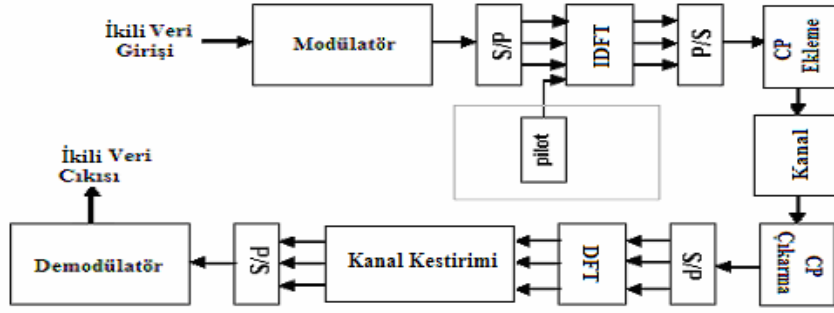 İkili Veri
Girişi
Modülatör
S/P
IDFT
P/S
CP
Ekleme
pilot
Kanal
İkili Veri
Cıkısı
Demodülatör
P/S
Kanal Kestirimi
DFT
S/P
CP
Çıkarma